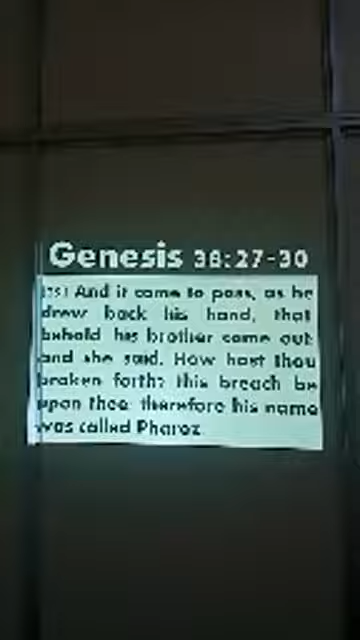 Genesis 38:27-30
[29] And it came to pass, as he
drew back his hand, that
behold his brother came out:
and she said, How hast thou
broken forth? this breach be
upon thee: therefore his name
was called Pharez